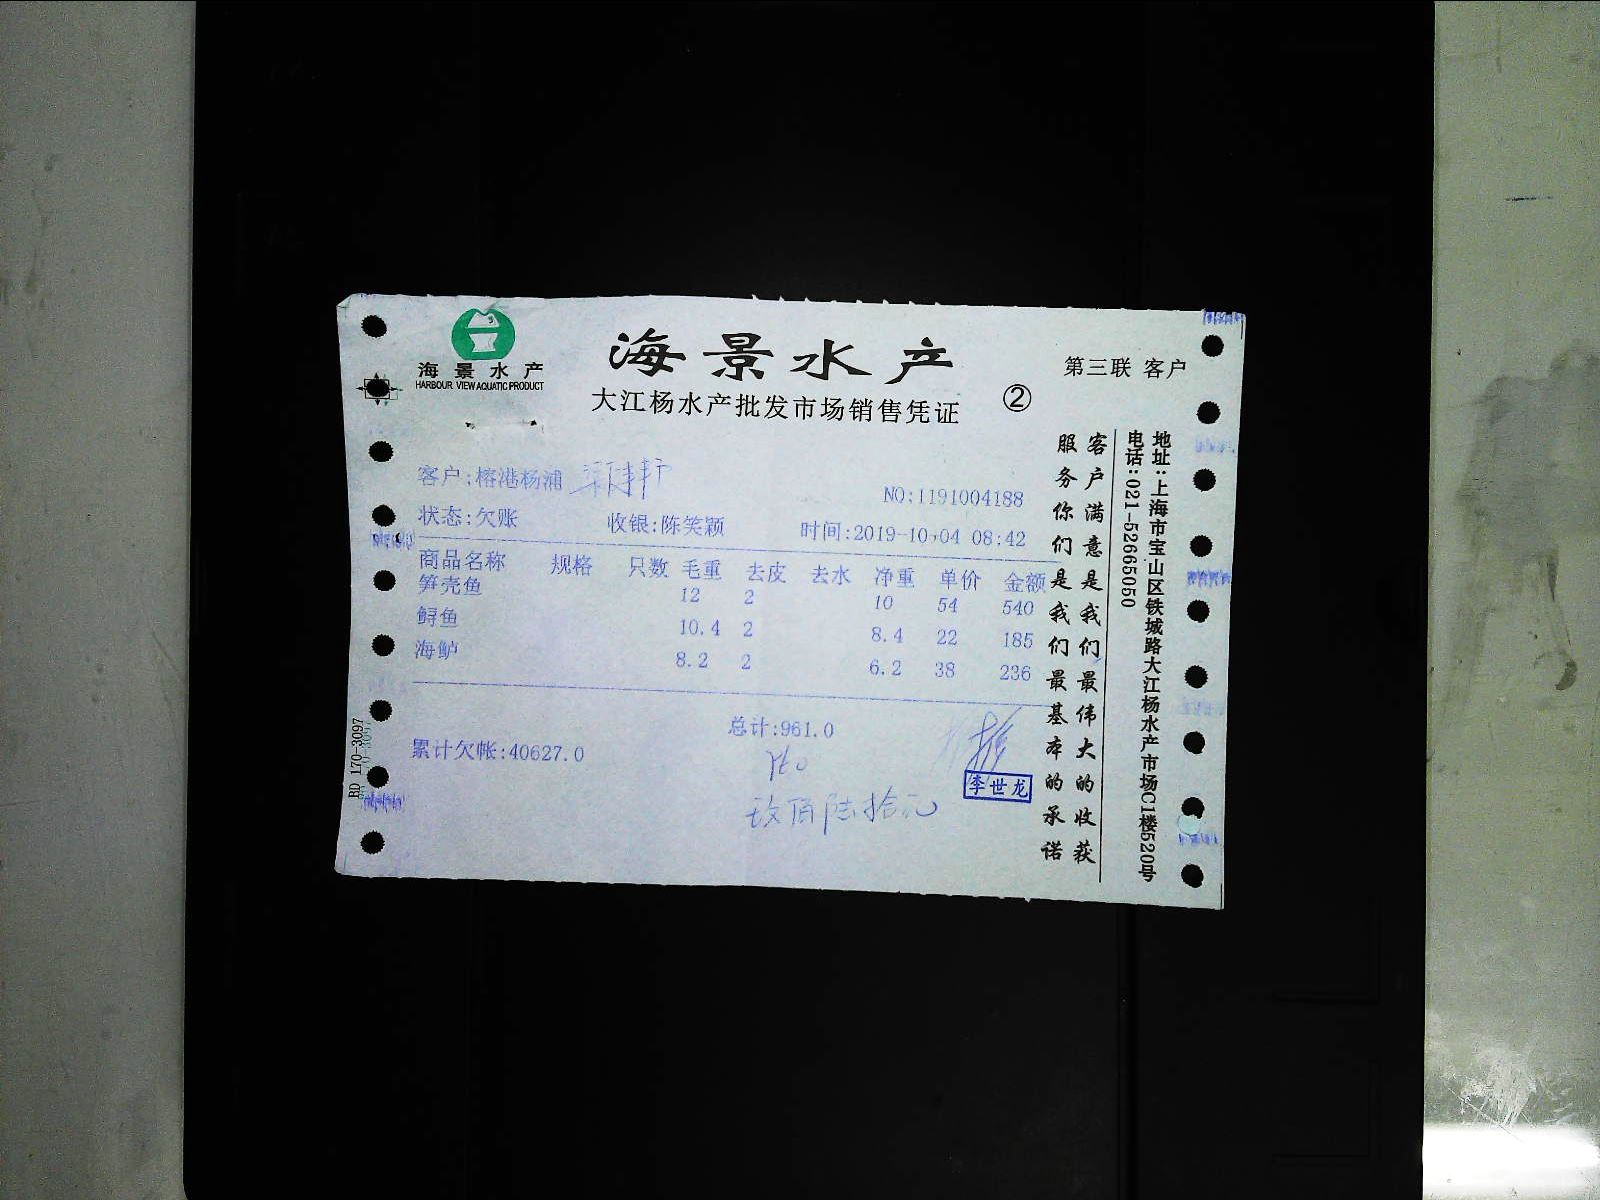 海景水产
HARBOUR VIEW AQUATIC PRODUCT
海景水产
大江杨水产批发市场销售凭证
②
第三联 客户
客户:榕港杨浦
NO:1191004188
状态:欠账 收银:陈笑颖 时间:2019-10-04 08:42
商品名称 规格 只数 毛重 去皮 去水 净重 单价 金额
笋壳鱼 12 2 10 54 540
鲟鱼 10.4 2 8.4 22 185
海鲈 8.2 2 6.2 38 236
总计:961.0
累计欠帐:40627.0
960
玖佰陆拾元
李世龙
客户满意是我们最伟大的收获
服务你们是我们最基本的承诺
地址:上海市宝山区铁城路大江杨水产市场C1楼520号
电话:021-52665050
BD 170-3097